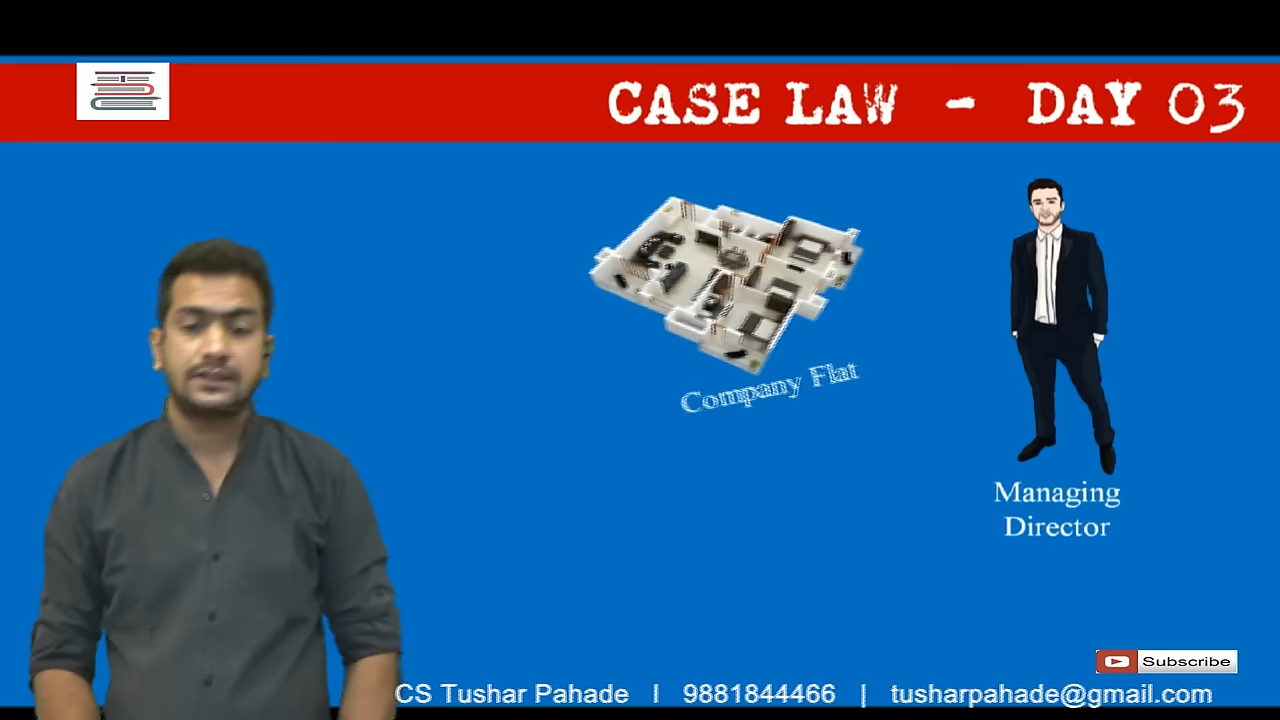 CASE LAW - DAY 03
Company Flat
Managing
Director
Subscribe
CS Tushar Pahade | 9881844466 | tusharpahade@gmail.com